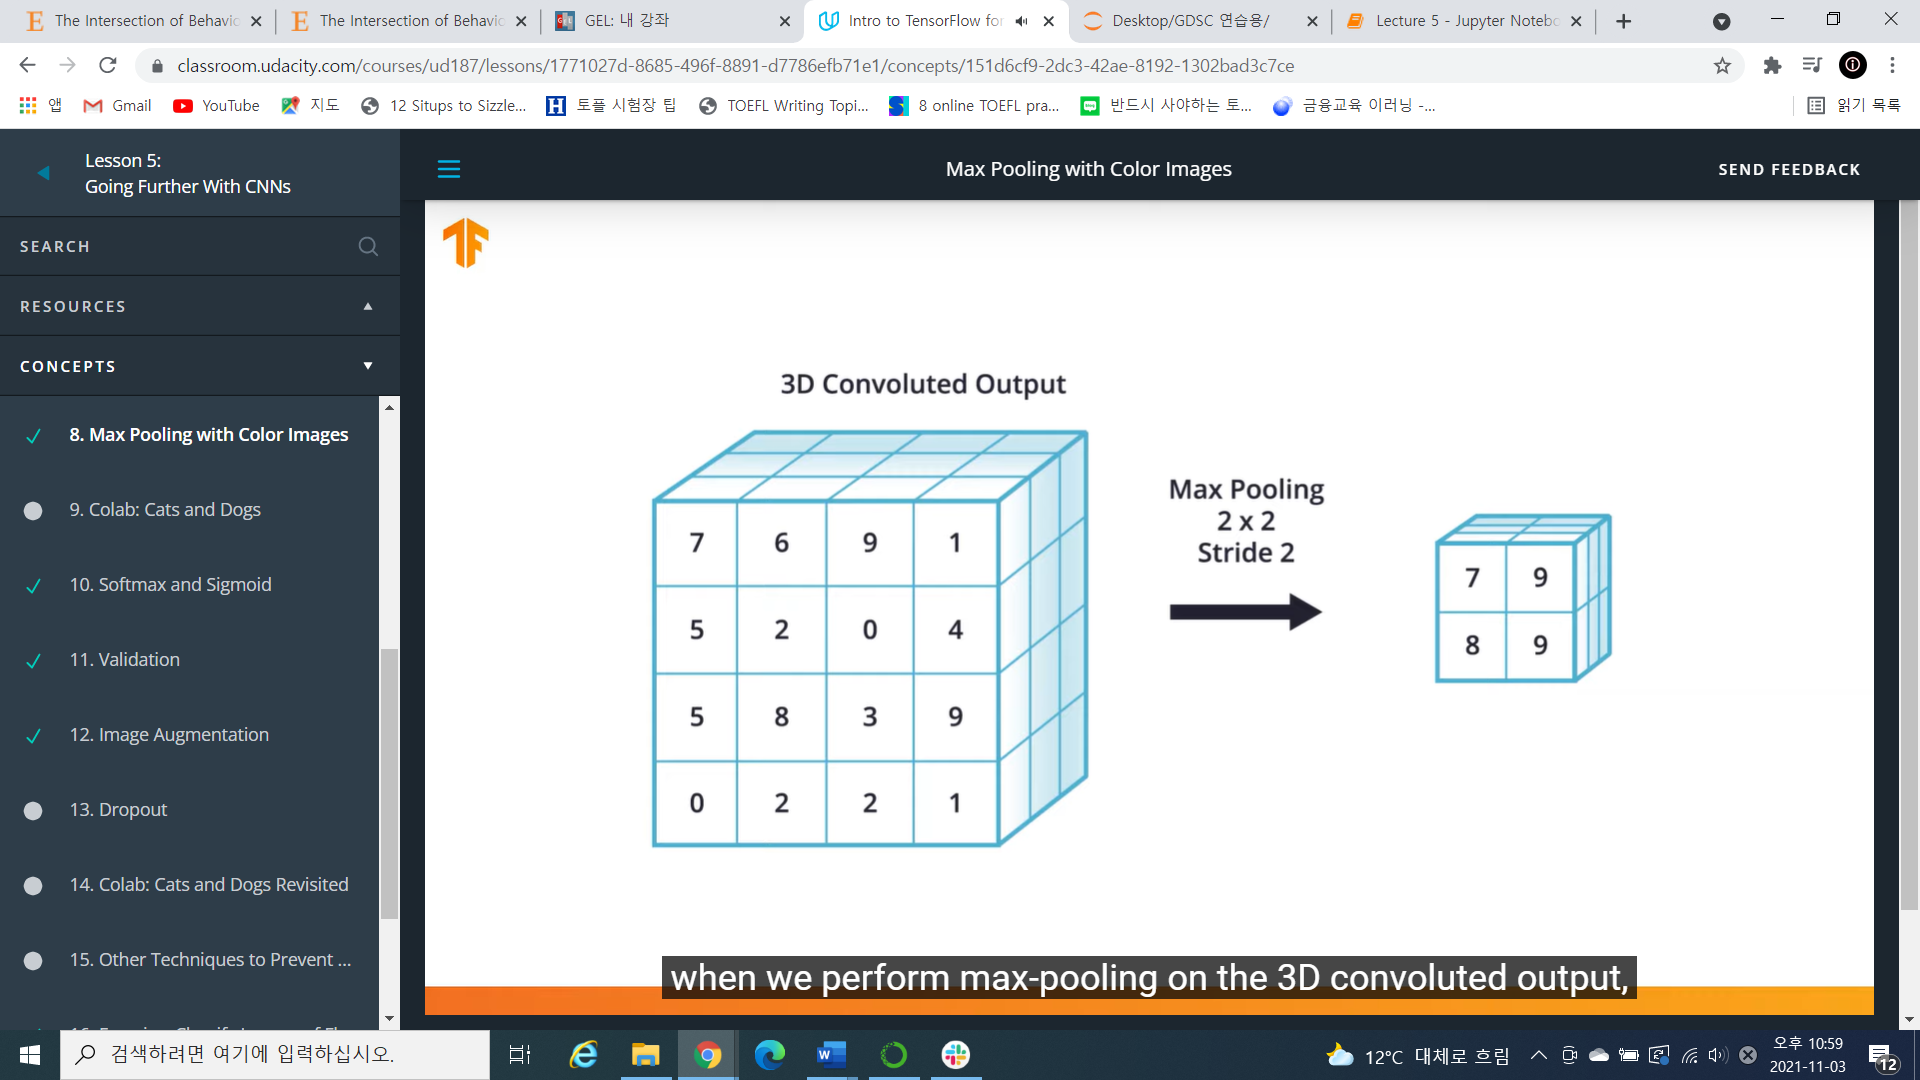 The Intersection of Behavio
The Intersection of Behavio
GEL: 내 강좌
Intro to TensorFlow for
Desktop/GDSC 연습용/
Lecture 5 - Jupyter Notebo
classroom.udacity.com/courses/ud187/lessons/1771027d-8685-496f-8891-d7786efb71e1/concepts/151d6cf9-2dc3-42ae-8192-1302bad3c7ce
앱
Gmail
YouTube
지도
12 Situps to Sizzle...
토플 시험장 팁
TOEFL Writing Topi...
8 online TOEFL pra...
반드시 사야하는 토...
금융교육 이러닝 -...
읽기 목록
Lesson 5:
Going Further With CNNs
Max Pooling with Color Images
SEND FEEDBACK
SEARCH
RESOURCES
CONCEPTS
8. Max Pooling with Color Images
9. Colab: Cats and Dogs
10. Softmax and Sigmoid
11. Validation
12. Image Augmentation
13. Dropout
14. Colab: Cats and Dogs Revisited
15. Other Techniques to Prevent ...
3D Convoluted Output
7 6 9 1
5 2 0 4
5 8 3 9
0 2 2 1
Max Pooling
2 x 2
Stride 2
7 9
8 9
when we perform max-pooling on the 3D convoluted output,
검색하려면 여기에 입력하십시오.
12°C 대체로 흐림
오후 10:59
2021-11-03
12